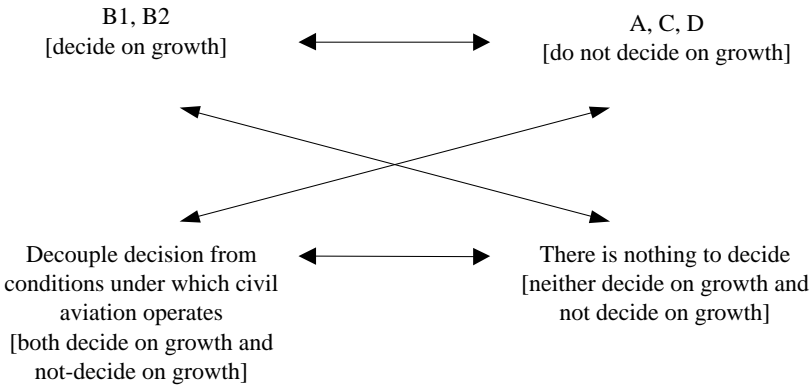 B1, B2
[decide on growth]
A, C, D
[do not decide on growth]
Decouple decision from
conditions under which civil
aviation operates
[both decide on growth and
not-decide on growth]
There is nothing to decide
[neither decide on growth and
not decide on growth]